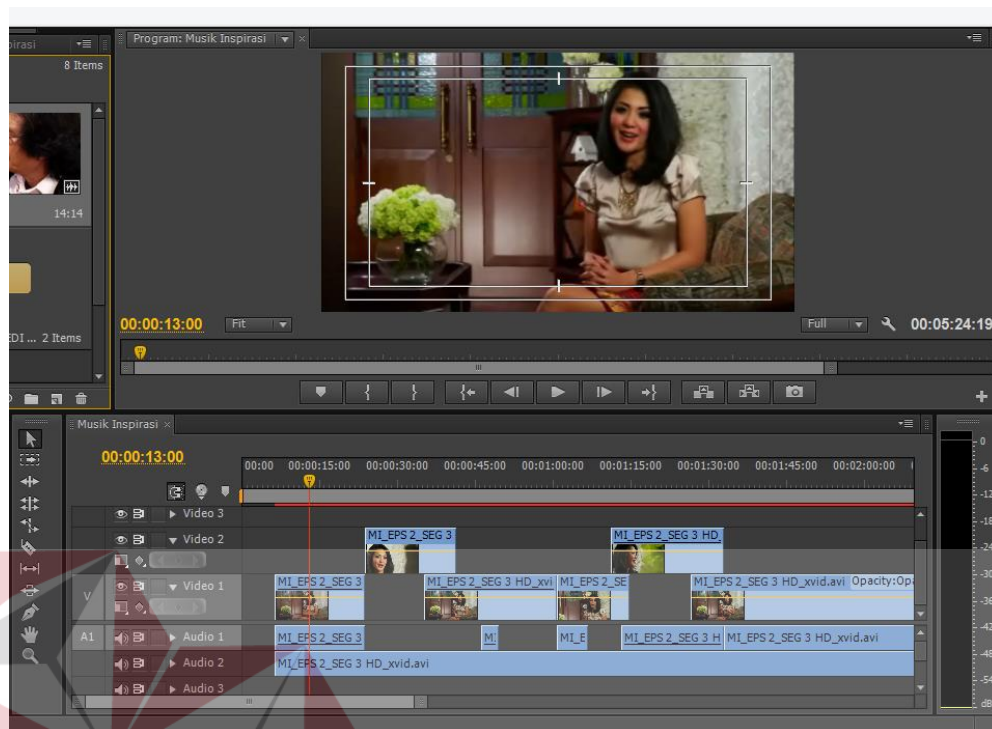 pirasi
Program: Musik Inspirasi
8 Items
14:14
EDI ... 2 Items
00:00:13:00
Fit
Full
00:05:24:19
Musik Inspirasi
00:00:13:00
00:00 00:00:15:00 00:00:30:00 00:00:45:00 00:01:00:00 00:01:15:00 00:01:30:00 00:01:45:00 00:02:00:00
Video 3
Video 2
MI_EPS 2_SEG 3
MI_EPS 2_SEG 3 HD_
V
Video 1
MI_EPS 2_SEG 3
MI_EPS 2_SEG 3 HD_xvi
MI_EPS 2_SE
MI_EPS 2_SEG 3 HD_xvid.avi Opacity:Opa
A1
Audio 1
MI_EPS 2_SEG 3
MI_E
MI_EPS 2_SEG 3 H
MI_EPS 2_SEG 3 HD_xvid.avi
Audio 2
MI_EPS 2_SEG 3 HD_xvid.avi
Audio 3
0
-6
-12
-18
-24
-30
-36
-42
-48
-54
dB